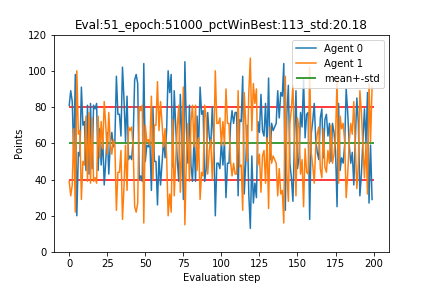 Eval:51_epoch:51000_pctWinBest:113_std:20.18
Agent 0
Agent 1
mean+-std
Points
120
100
80
60
40
20
0
0
25
50
75
100
125
150
175
200
Evaluation step